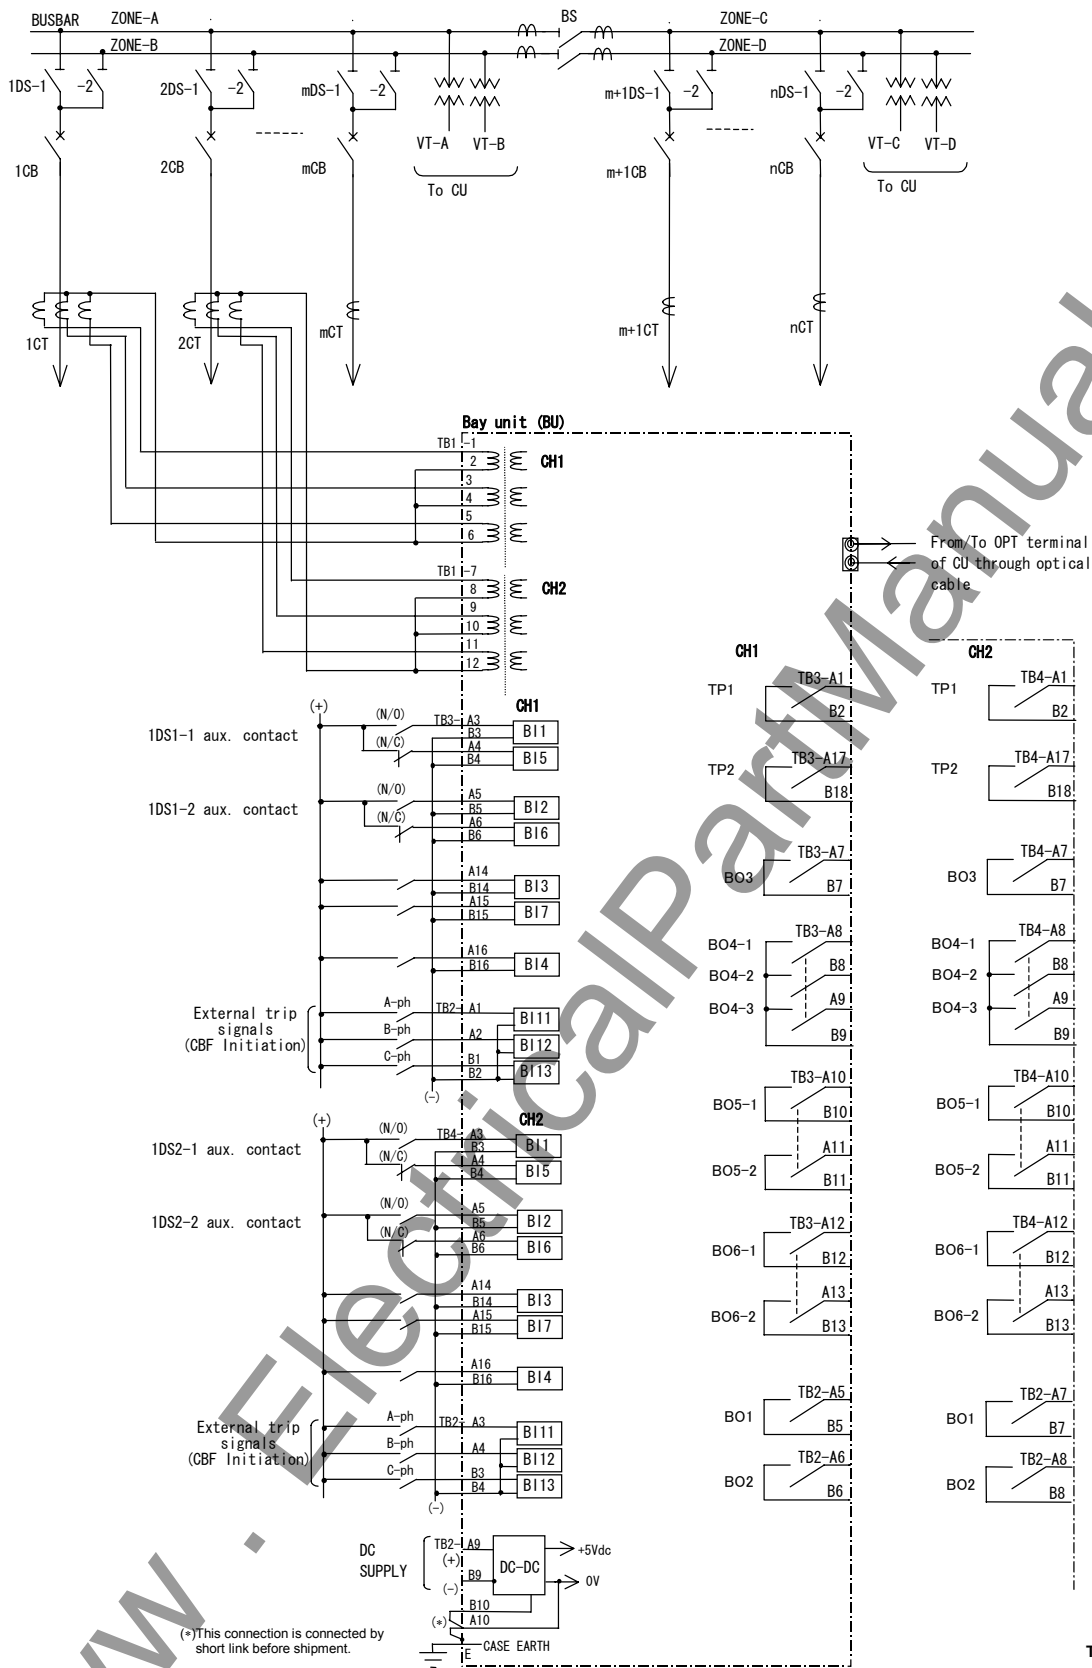 BUSBAR ZONE-A BS ZONE-C
ZONE-B ZONE-D
1DS-1 -2 2DS-1 -2 mDS-1 -2 m+1DS-1 -2 nDS-1 -2
1CB 2CB mCB VT-A VT-B m+1CB nCB VT-C VT-D
To CU To CU
1CT 2CT mCT m+1CT nCT
Bay unit (BU)
TB1 -1
2 CH1
3
4
5
6
From/To OPT terminal
of CU through optical
cable
TB1 -7
8 CH2
9
10
11
12
CH1
(+)
1DS1-1 aux. contact (N/O) TB3- A3
B3 BI1
(N/C) A4
B4 BI5
1DS1-2 aux. contact (N/O) A5
B5 BI2
(N/C) A6
B6 BI6
A14
B14 BI3
A15
B15 BI7
A16
B16 BI4
External trip
signals
(CBF Initiation)
A-ph TB2- A1 BI11
B-ph A2 BI12
C-ph B1
B2 BI13
(-)
CH2
(+)
1DS2-1 aux. contact (N/O) TB4- A3
B3 BI1
(N/C) A4
B4 BI5
1DS2-2 aux. contact (N/O) A5
B5 BI2
(N/C) A6
B6 BI6
A14
B14 BI3
A15
B15 BI7
A16
B16 BI4
External trip
signals
(CBF Initiation)
A-ph TB2- A3 BI11
B-ph A4 BI12
C-ph B3
B4 BI13
(-)
DC
SUPPLY
TB2- A9
(+)
B9
(-)
DC-DC
+5Vdc
0V
B10
(*) A10
E CASE EARTH
(*)This connection is connected by
short link before shipment.
CH1
TP1 TB3-A1
B2
TP2 TB3-A17
B18
BO3 TB3-A7
B7
BO4-1 TB3-A8
BO4-2 B8
BO4-3 A9
B9
BO5-1 TB3-A10
B10
BO5-2 A11
B11
BO6-1 TB3-A12
B12
BO6-2 A13
B13
BO1 TB2-A5
B5
BO2 TB2-A6
B6
CH2
TP1 TB4-A1
B2
TP2 TB4-A17
B18
BO3 TB4-A7
B7
BO4-1 TB4-A8
BO4-2 B8
BO4-3 A9
B9
BO5-1 TB4-A10
B10
BO5-2 A11
B11
BO6-1 TB4-A12
B12
BO6-2 A13
B13
BO1 TB2-A7
B7
BO2 TB2-A8
B8
T
ww . ElectricalPartManual